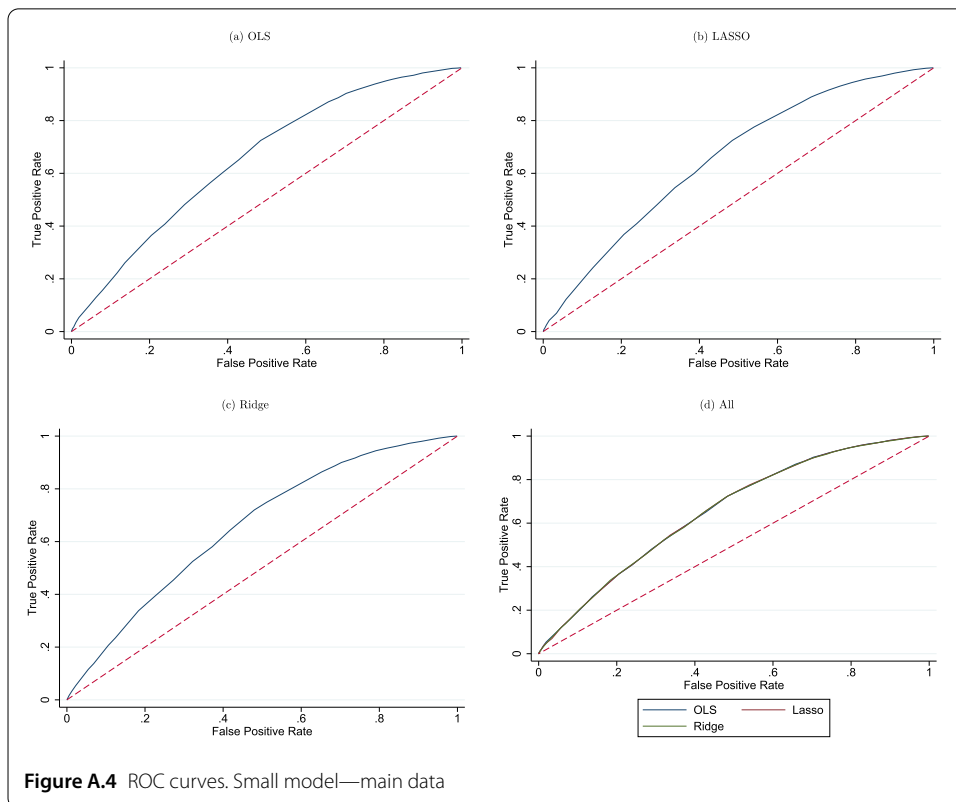 (a) OLS
True Positive Rate
0 .2 .4 .6 .8 1
0 .2 .4 .6 .8 1
False Positive Rate
(b) LASSO
True Positive Rate
0 .2 .4 .6 .8 1
0 .2 .4 .6 .8 1
False Positive Rate
(c) Ridge
True Positive Rate
0 .2 .4 .6 .8 1
0 .2 .4 .6 .8 1
False Positive Rate
(d) All
True Positive Rate
0 .2 .4 .6 .8 1
0 .2 .4 .6 .8 1
False Positive Rate
OLS Lasso
Ridge
Figure A.4 ROC curves. Small model—main data